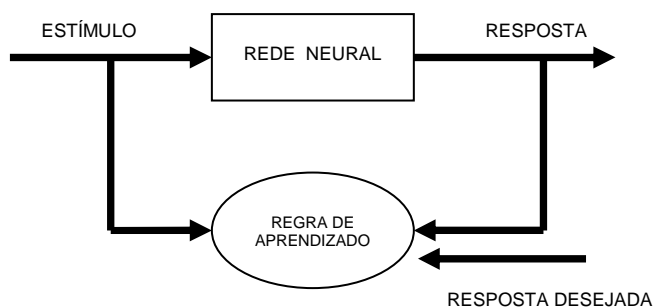 ESTÍMULO
REDE NEURAL
RESPOSTA
REGRA DE
APRENDIZADO
RESPOSTA DESEJADA